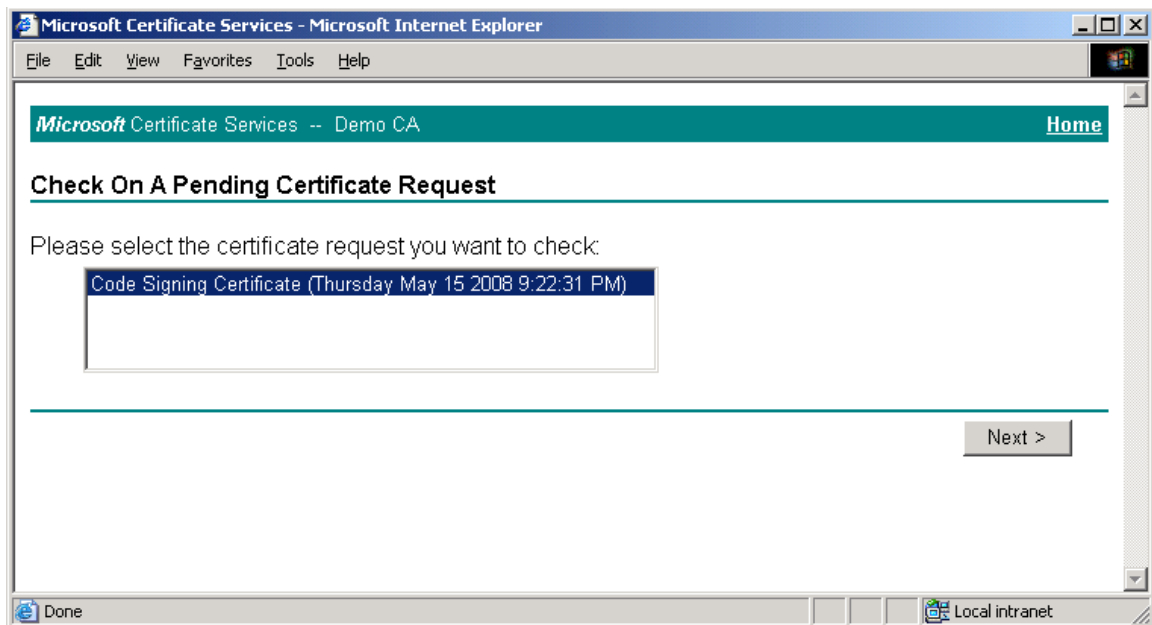 Microsoft Certificate Services - Microsoft Internet Explorer
File Edit View Favorites Tools Help
Microsoft Certificate Services -- Demo CA Home
Check On A Pending Certificate Request
Please select the certificate request you want to check:
Code Signing Certificate (Thursday May 15 2008 9:22:31 PM)
Next >
Done Local intranet